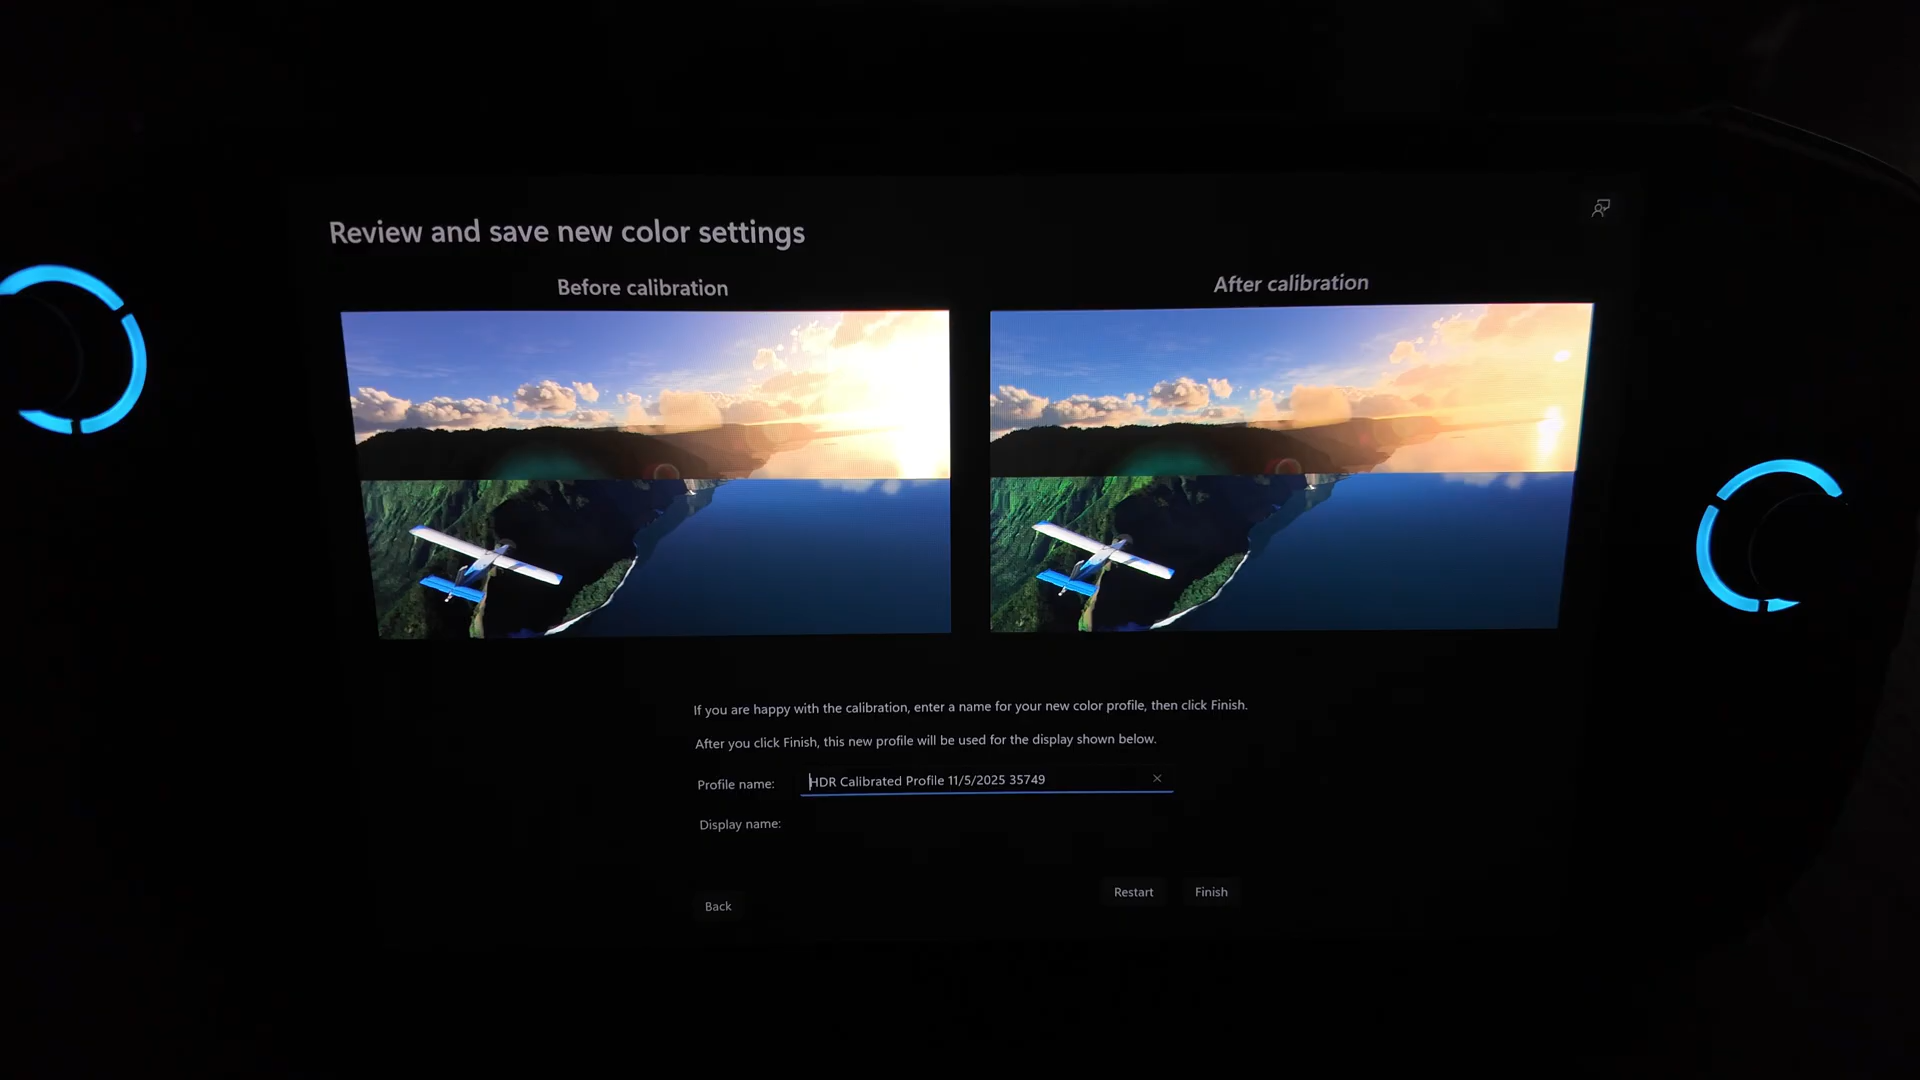 Review and save new color settings
Before calibration
After calibration
If you are happy with the calibration, enter a name for your new color profile, then click Finish.
After you click Finish, this new profile will be used for the display shown below.
Profile name:
HDR Calibrated Profile 11/5/2025 35749
Display name:
Back
Restart
Finish